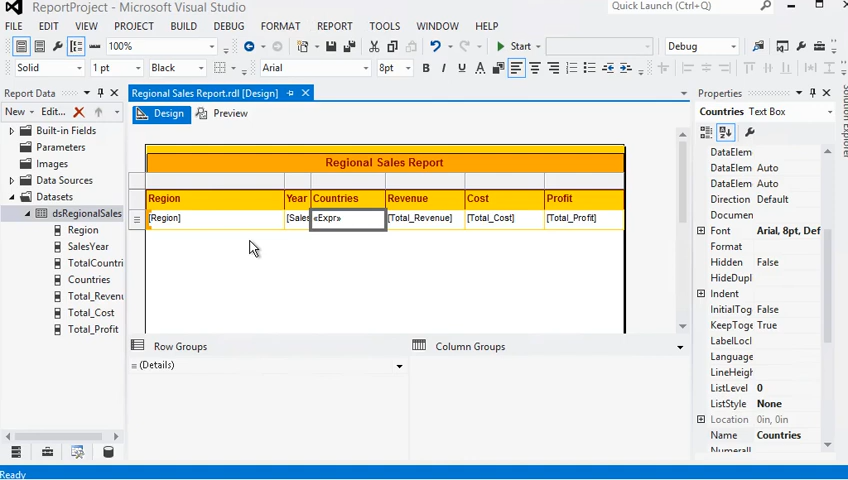 ReportProject - Microsoft Visual Studio
Quick Launch (Ctrl+Q)
FILE EDIT VIEW PROJECT BUILD DEBUG FORMAT REPORT TOOLS WINDOW HELP
100% Start Debug
Solid 1 pt Black Arial 8pt B I U A
Report Data
New Edit...
Built-in Fields
Parameters
Images
Data Sources
Datasets
dsRegionalSales
Region
SalesYear
TotalCountri
Countries
Total_Revenu
Total_Cost
Total_Profit
Regional Sales Report.rdl [Design]
Design Preview
Regional Sales Report
Region Year Countries Revenue Cost Profit
[Region] [Sales «Expr» [Total_Revenue] [Total_Cost] [Total_Profit]
Row Groups Column Groups
(Details)
Properties
Countries Text Box
DataElem
DataElem Auto
DataElem Auto
Direction Default
Documen
Font Arial, 8pt, Def
Format
Hidden False
HideDupl
Indent
InitialTog False
KeepToge True
LabelLocI
Language
LineHeigh
ListLevel 0
ListStyle None
Location 0in, 0in
Name Countries
Numerall
Solution Explorer
Ready